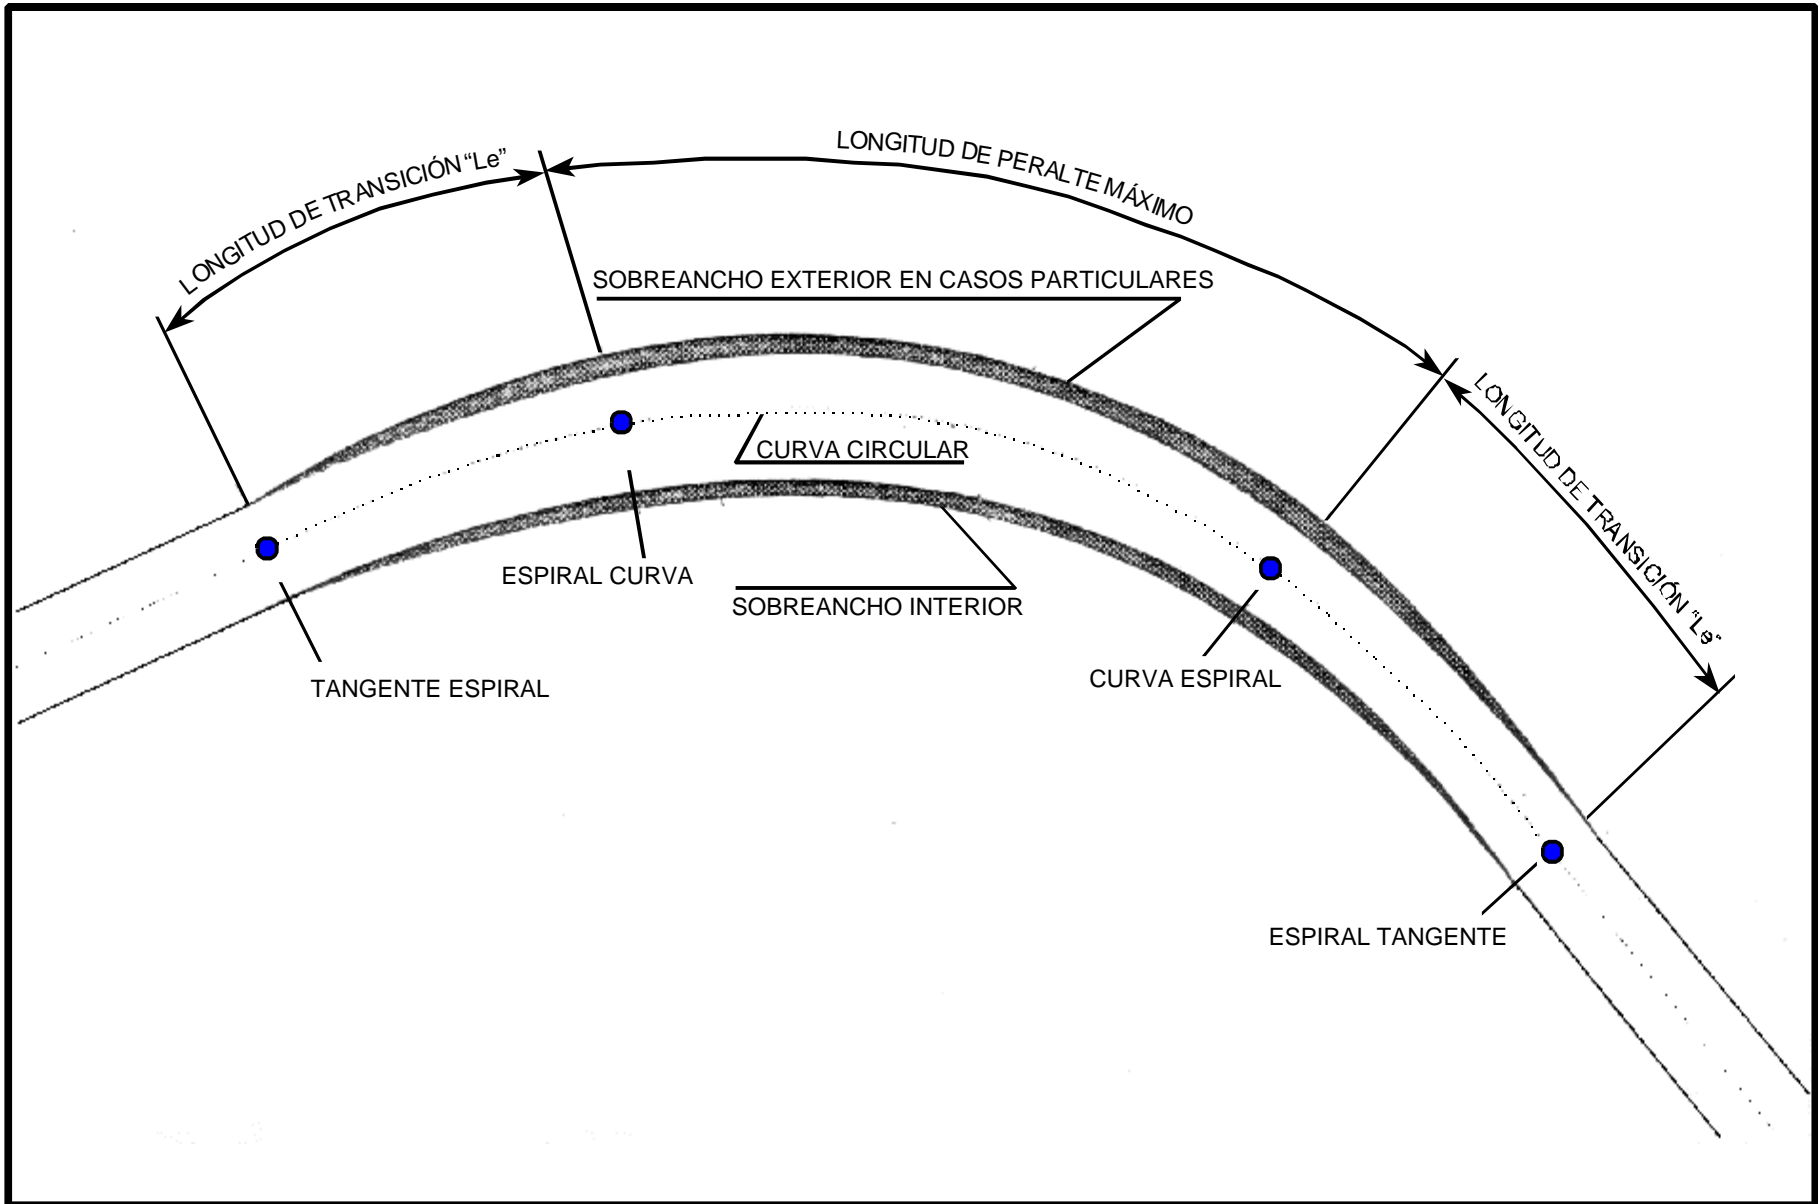 LONGITUD DE PERALTE MÁXIMO
LONGITUD DE TRANSICIÓN “Le”
SOBREANCHO EXTERIOR EN CASOS PARTICULARES
LONGITUD DE TRANSICIÓN “Le”
CURVA CIRCULAR
ESPIRAL CURVA
SOBREANCHO INTERIOR
CURVA ESPIRAL
TANGENTE ESPIRAL
ESPIRAL TANGENTE